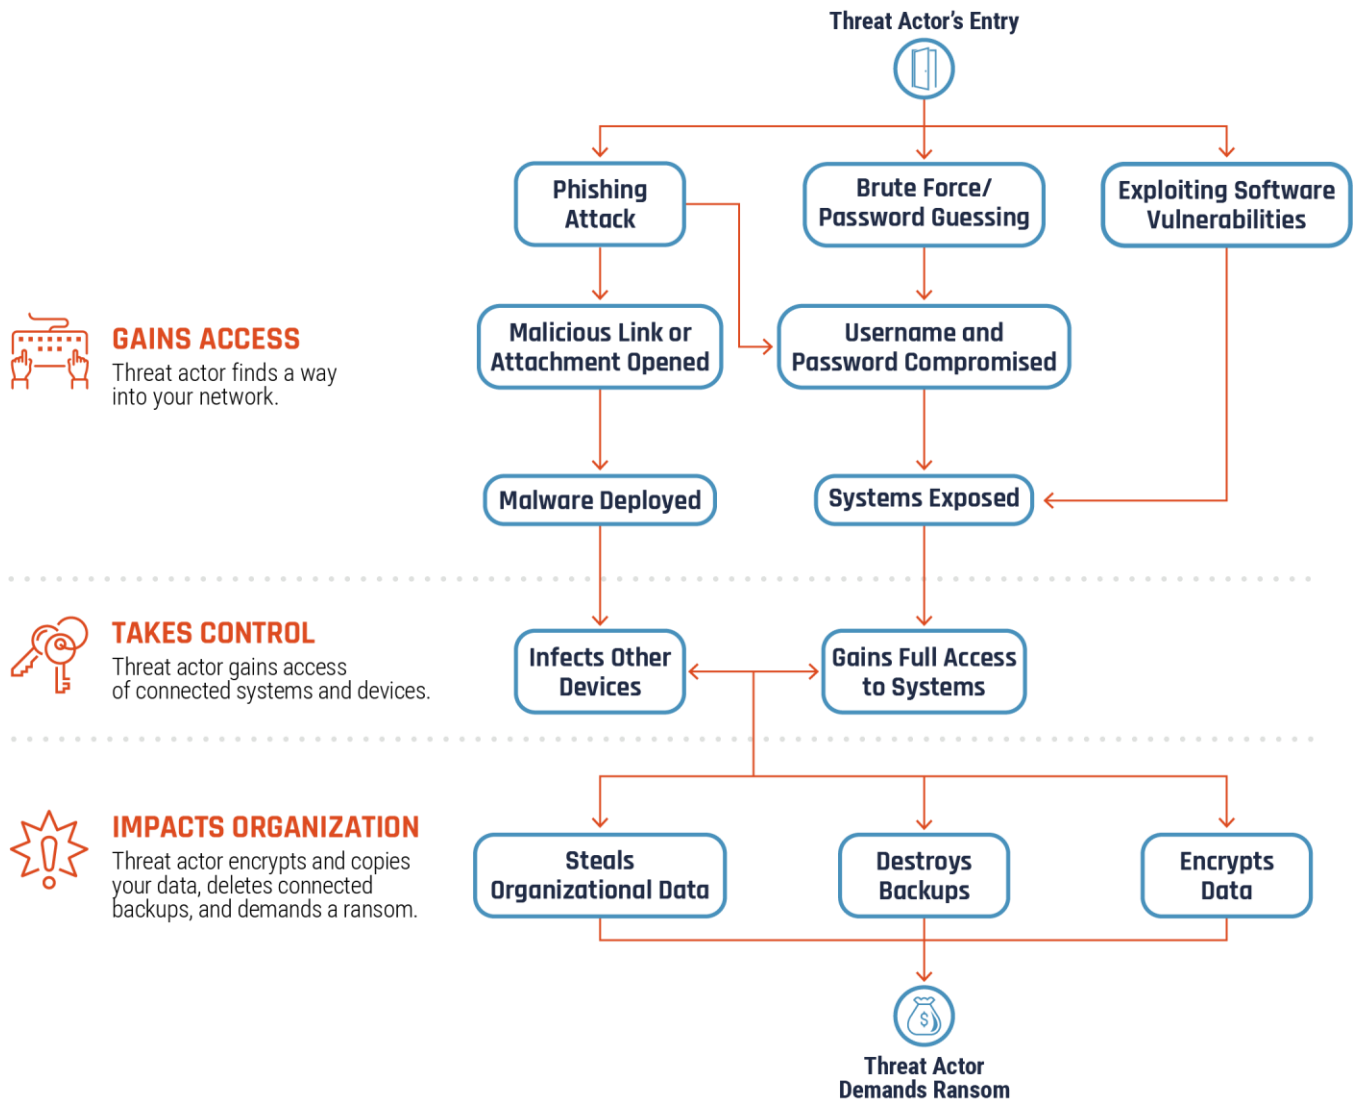 Threat Actor's Entry
Phishing
Attack
Brute Force/
Password Guessing
Exploiting Software
Vulnerabilities
GAINS ACCESS
Threat actor finds a way
into your network.
Malicious Link or
Attachment Opened
Username and
Password Compromised
Malware Deployed
Systems Exposed
TAKES CONTROL
Threat actor gains access
of connected systems and devices.
Infects Other
Devices
Gains Full Access
to Systems
IMPACTS ORGANIZATION
Threat actor encrypts and copies
your data, deletes connected
backups, and demands a ransom.
Steals
Organizational Data
Destroys
Backups
Encrypts
Data
$
Threat Actor
Demands Ransom